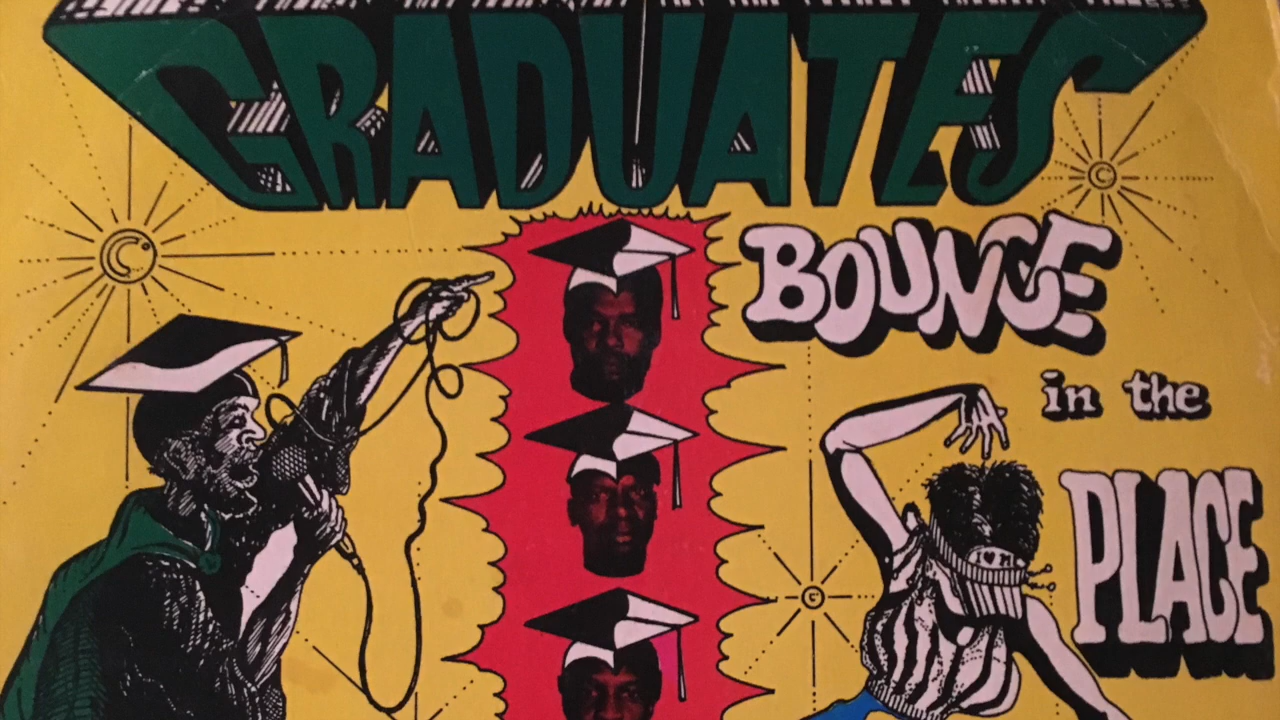 GRADUATES
BOUNCE
in the
PLACE
I ♥ M